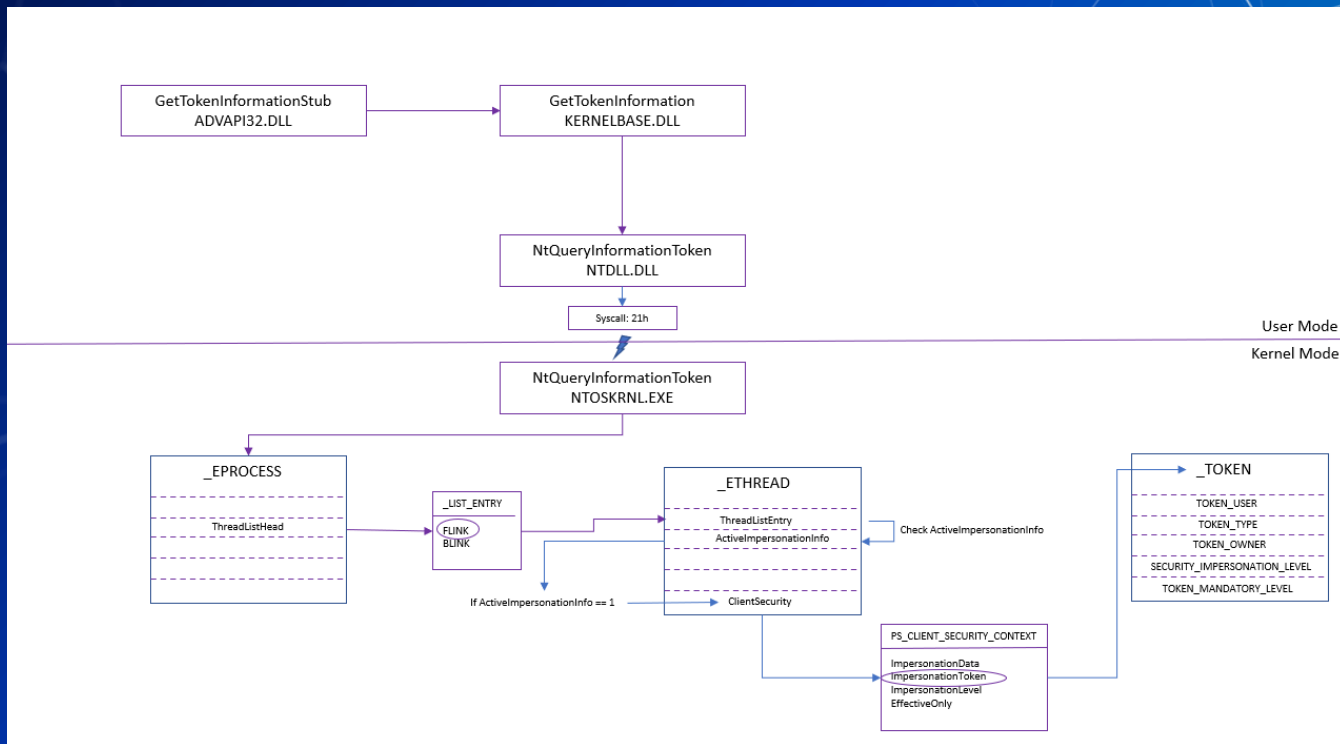 GetTokenInformationStub
ADVAPI32.DLL
GetTokenInformation
KERNELBASE.DLL
NtQueryInformationToken
NTDLL.DLL
Syscall: 21h
User Mode
Kernel Mode
NtQueryInformationToken
NTOSKRNL.EXE
_EPROCESS
ThreadListHead
_LIST_ENTRY
FLINK
BLINK
_ETHREAD
ThreadListEntry
ActiveImpersonationInfo
Check ActiveImpersonationInfo
If ActiveImpersonationInfo == 1
ClientSecurity
PS_CLIENT_SECURITY_CONTEXT
ImpersonationData
ImpersonationToken
ImpersonationLevel
EffectiveOnly
_TOKEN
TOKEN_USER
TOKEN_TYPE
TOKEN_OWNER
SECURITY_IMPERSONATION_LEVEL
TOKEN_MANDATORY_LEVEL